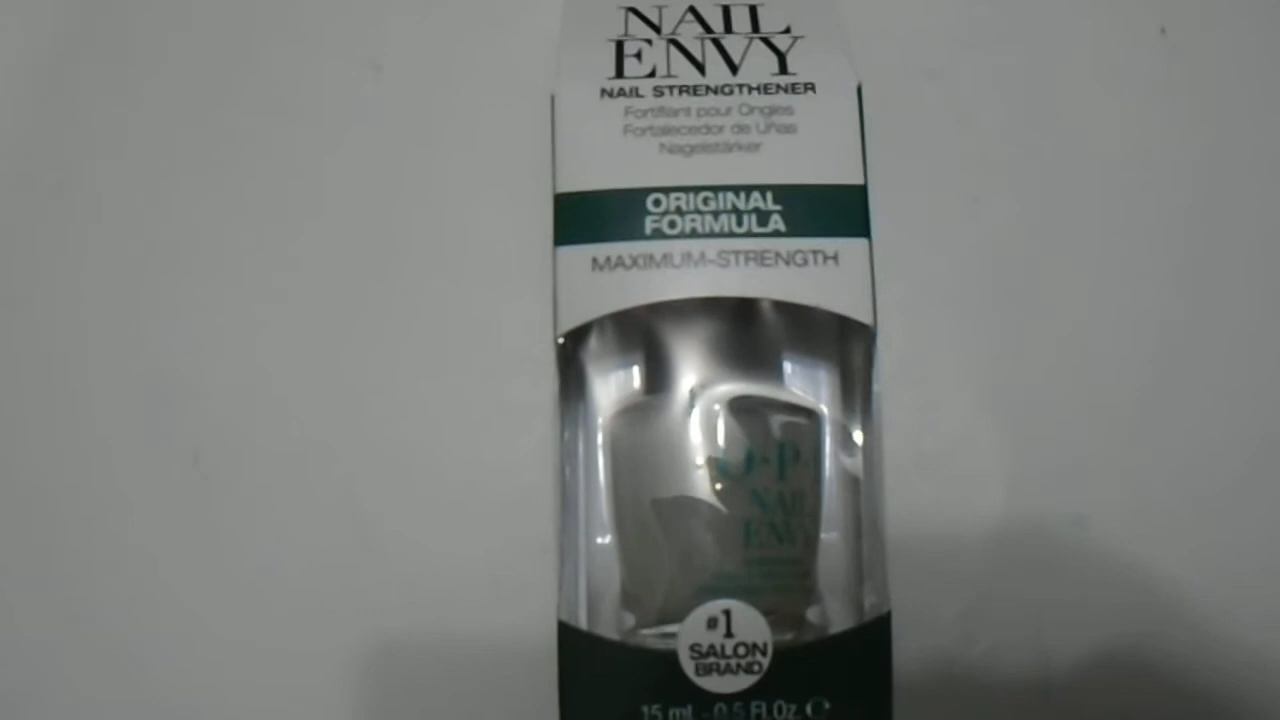 NAIL
ENVY
NAIL STRENGTHENER
Fortifiant pour Ongles
Fortalecedor de Uñas
Nagelstärker
ORIGINAL
FORMULA
MAXIMUM-STRENGTH
O·P·I
NAIL
ENVY
#1
SALON
BRAND
15 mL - 0.5 Fl.Oz. ℮